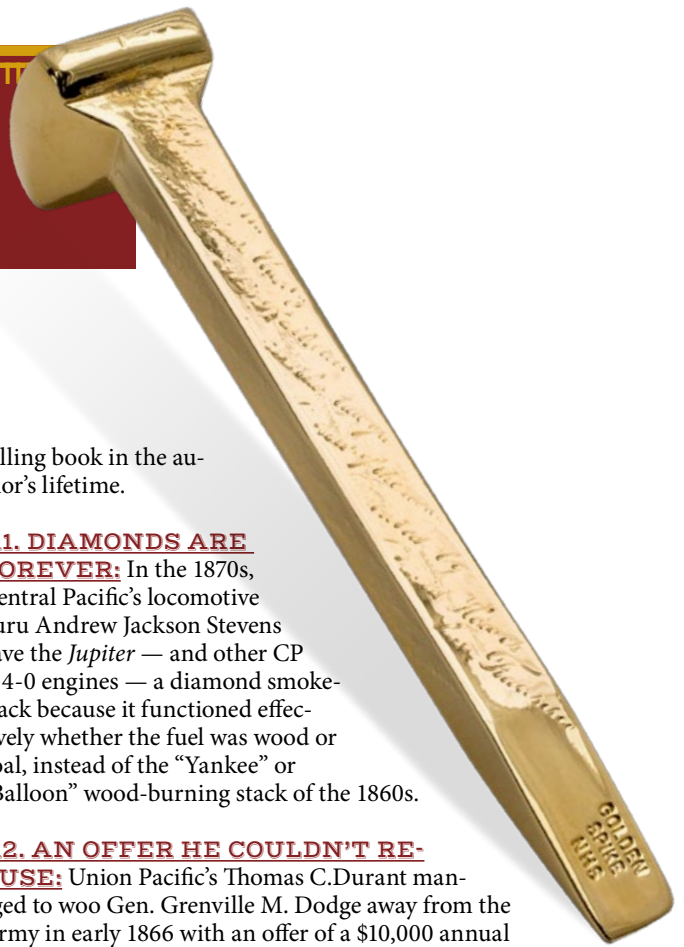 lling book in the au-
or's lifetime.
1. DIAMONDS ARE
OREVER: In the 1870s,
entral Pacific's locomotive
uru Andrew Jackson Stevens
ave the Jupiter — and other CP
4-0 engines — a diamond smoke-
ack because it functioned effec-
vely whether the fuel was wood or
oal, instead of the “Yankee” or
Balloon” wood-burning stack of the 1860s.
2. AN OFFER HE COULDN’T RE-
USE: Union Pacific’s Thomas C.Durant man-
ged to woo Gen. Grenville M. Dodge away from the
rmy in early 1866 with an offer of a $10,000 annual
GOLDEN
SPIKE
NHS